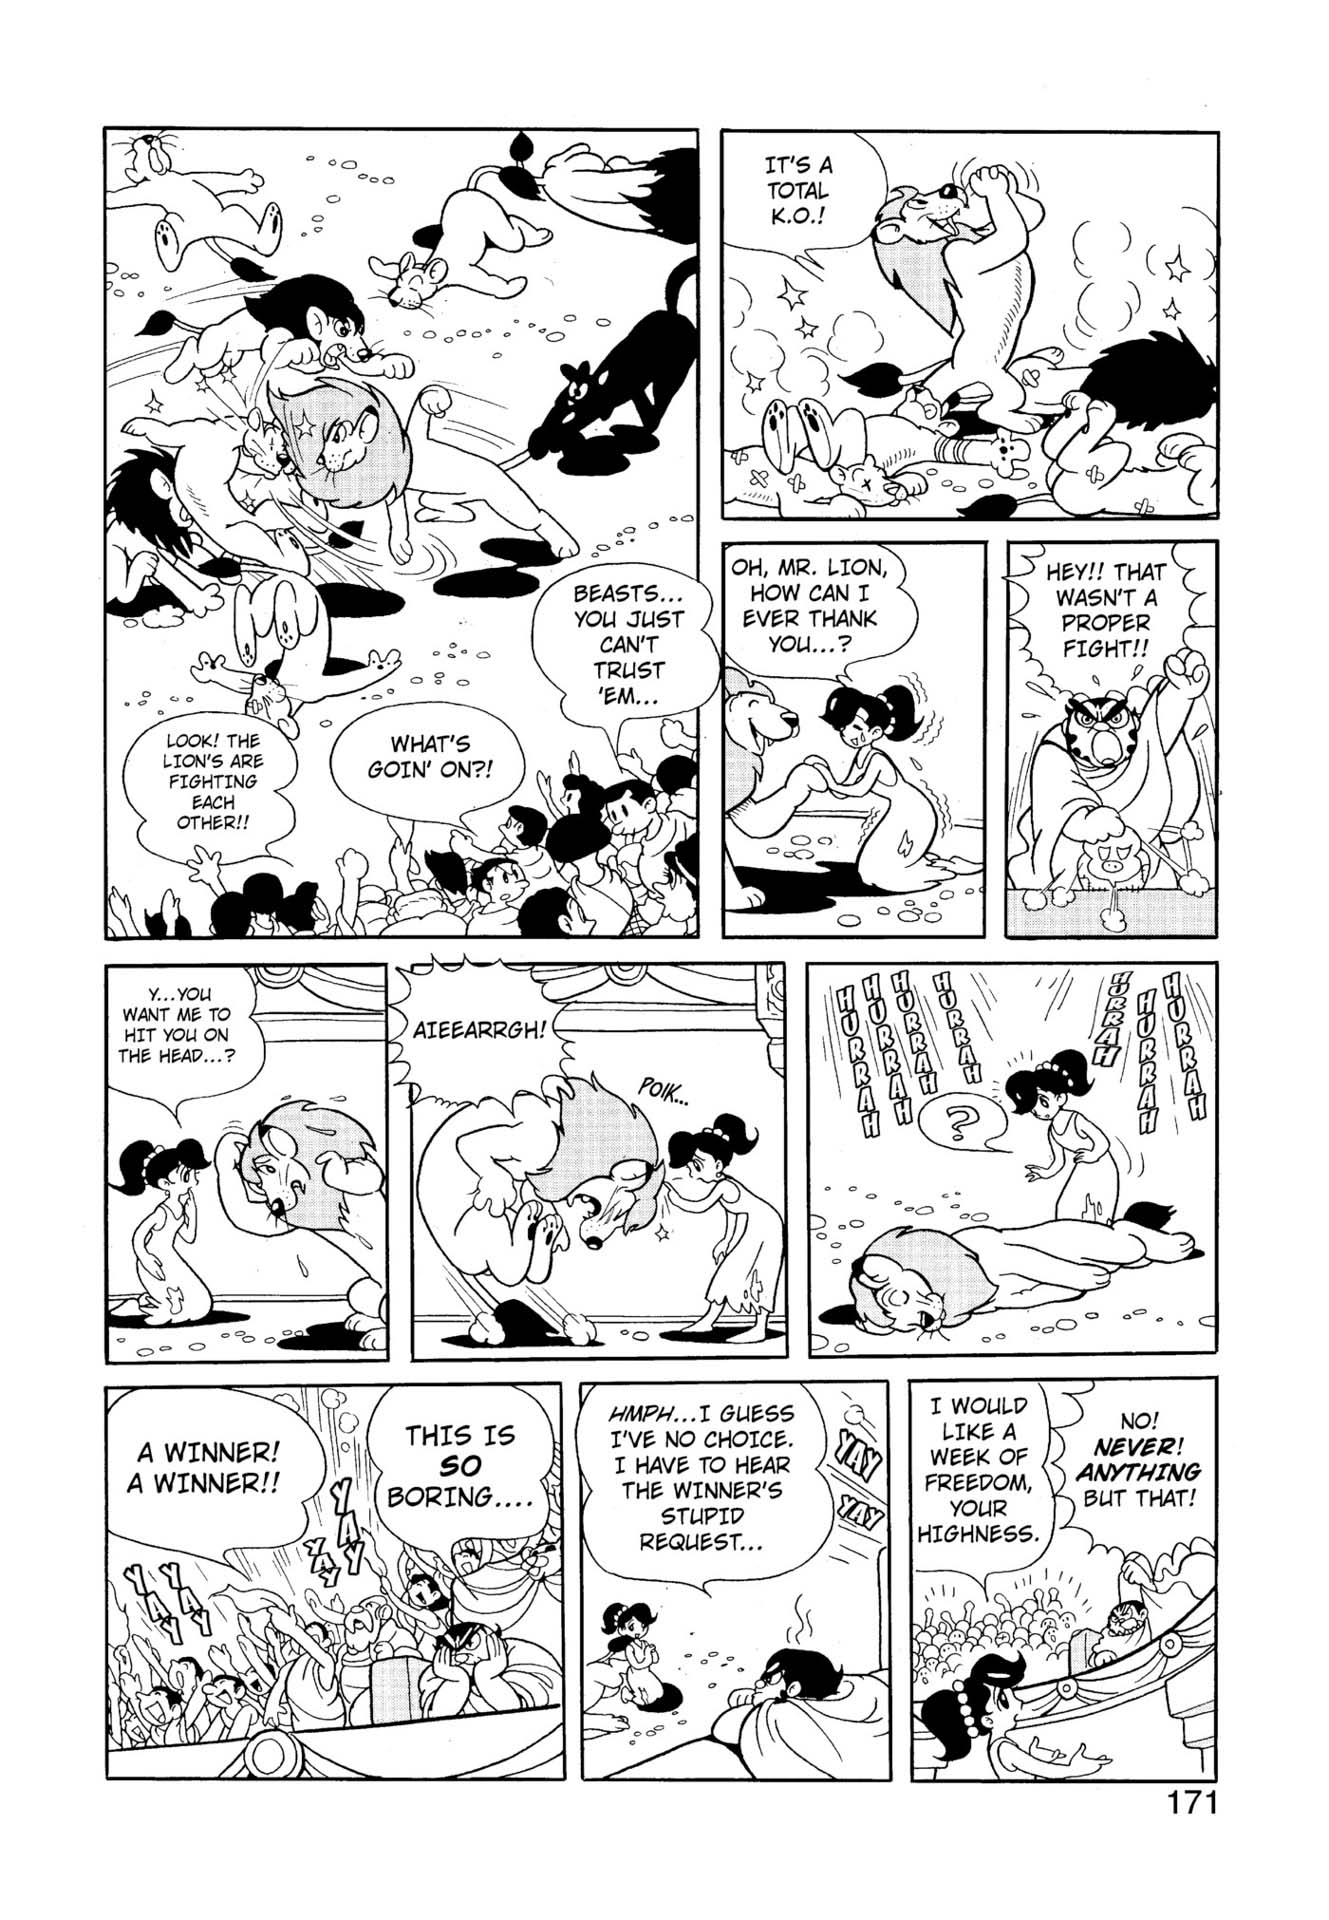 LOOK! THE
LION'S ARE
FIGHTING
EACH
OTHER!!
WHAT'S
GOIN' ON?!
BEASTS...
YOU JUST
CAN'T
TRUST
'EM...
IT'S A
TOTAL
K.O.!
OH, MR. LION,
HOW CAN I
EVER THANK
YOU...?
HEY!! THAT
WASN'T A
PROPER
FIGHT!!
Y...YOU
WANT ME TO
HIT YOU ON
THE HEAD...?
AIEEARRGH!
POIK...
HURRAH
HURRAH
HURRAH
HURRAH
?
HURRAH
HURRAH
HURRAH
A WINNER!
A WINNER!!
YAY
YAY
YAY
YAY
THIS IS
SO
BORING....
HMPH...I GUESS
I'VE NO CHOICE.
I HAVE TO HEAR
THE WINNER'S
STUPID
REQUEST...
YAY
YAY
I WOULD
LIKE A
WEEK OF
FREEDOM,
YOUR
HIGHNESS.
NO!
NEVER!
ANYTHING
BUT THAT!
171